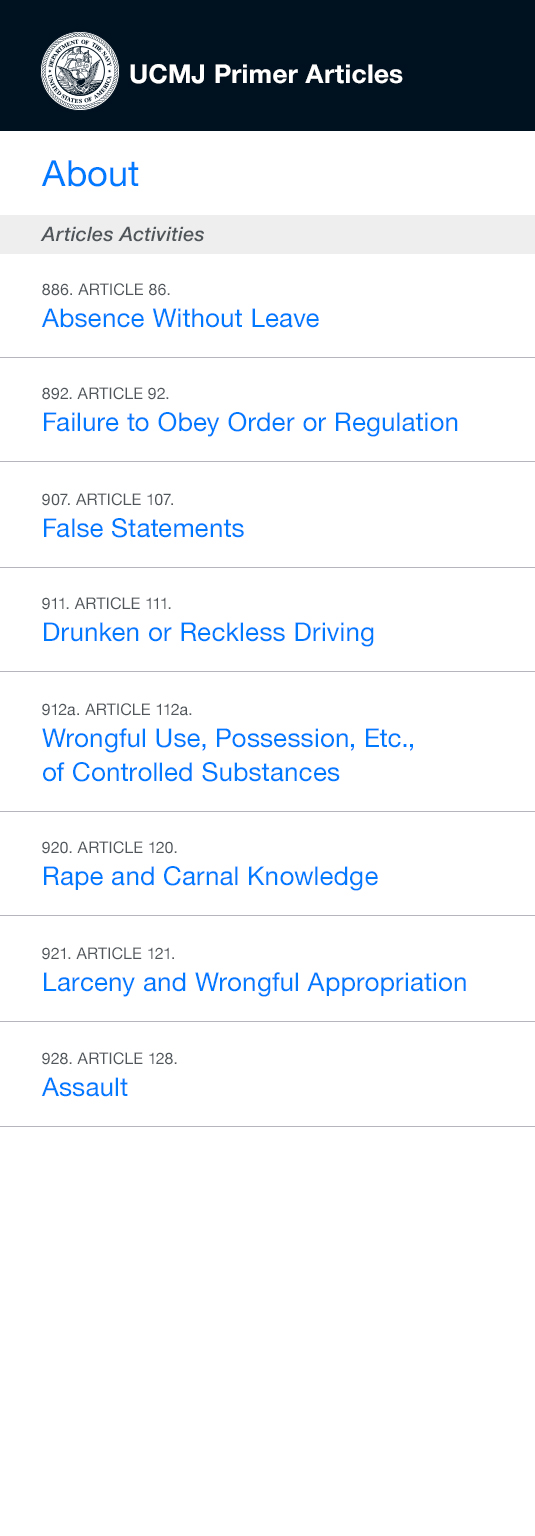 DEPARTMENT OF THE NAVY
UNITED STATES OF AMERICA
UCMJ Primer Articles
About
Articles Activities
886. ARTICLE 86.
Absence Without Leave
892. ARTICLE 92.
Failure to Obey Order or Regulation
907. ARTICLE 107.
False Statements
911. ARTICLE 111.
Drunken or Reckless Driving
912a. ARTICLE 112a.
Wrongful Use, Possession, Etc.,
of Controlled Substances
920. ARTICLE 120.
Rape and Carnal Knowledge
921. ARTICLE 121.
Larceny and Wrongful Appropriation
928. ARTICLE 128.
Assault